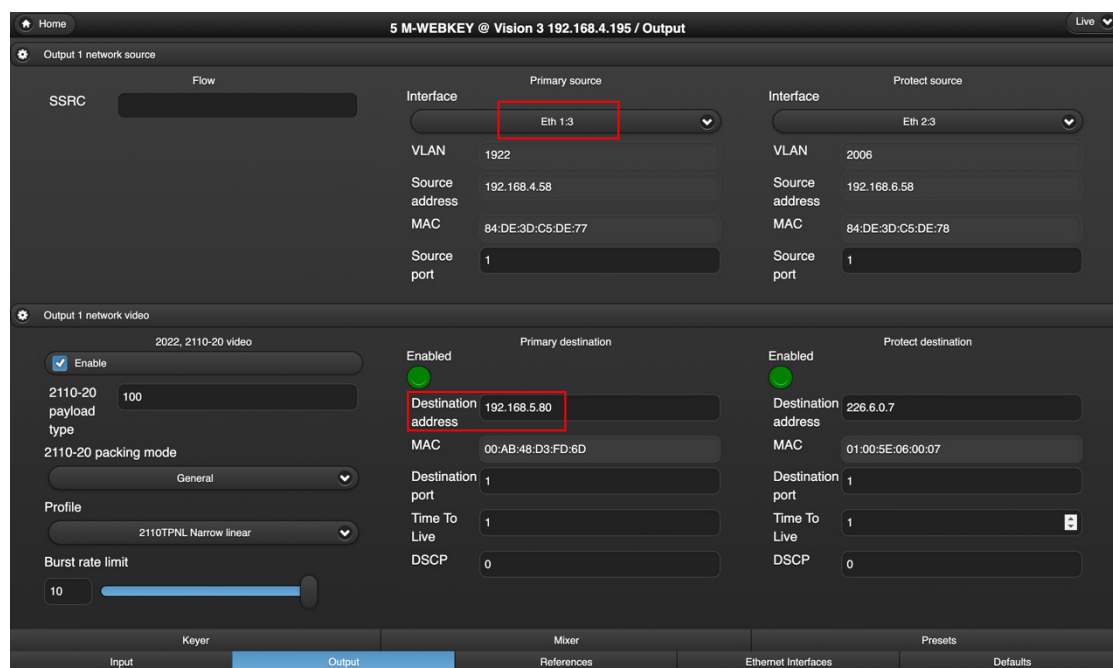 Home
5 M-WEBKEY @ Vision 3 192.168.4.195 / Output
Live
Output 1 network source
Flow
SSRC
Primary source
Interface
Eth 1:3
VLAN
1922
Source address
192.168.4.58
MAC
84:DE:3D:C5:DE:77
Source port
1
Protect source
Interface
Eth 2:3
VLAN
2006
Source address
192.168.6.58
MAC
84:DE:3D:C5:DE:78
Source port
1
Output 1 network video
2022, 2110-20 video
Enable
2110-20 payload type
100
2110-20 packing mode
General
Profile
2110TPNL Narrow linear
Burst rate limit
10
Primary destination
Enabled
Destination address
192.168.5.80
MAC
00:AB:48:D3:FD:6D
Destination port
1
Time To Live
1
DSCP
0
Protect destination
Enabled
Destination address
226.6.0.7
MAC
01:00:5E:06:00:07
Destination port
1
Time To Live
1
DSCP
0
Keyer
Mixer
Presets
Input
Output
References
Ethernet Interfaces
Defaults